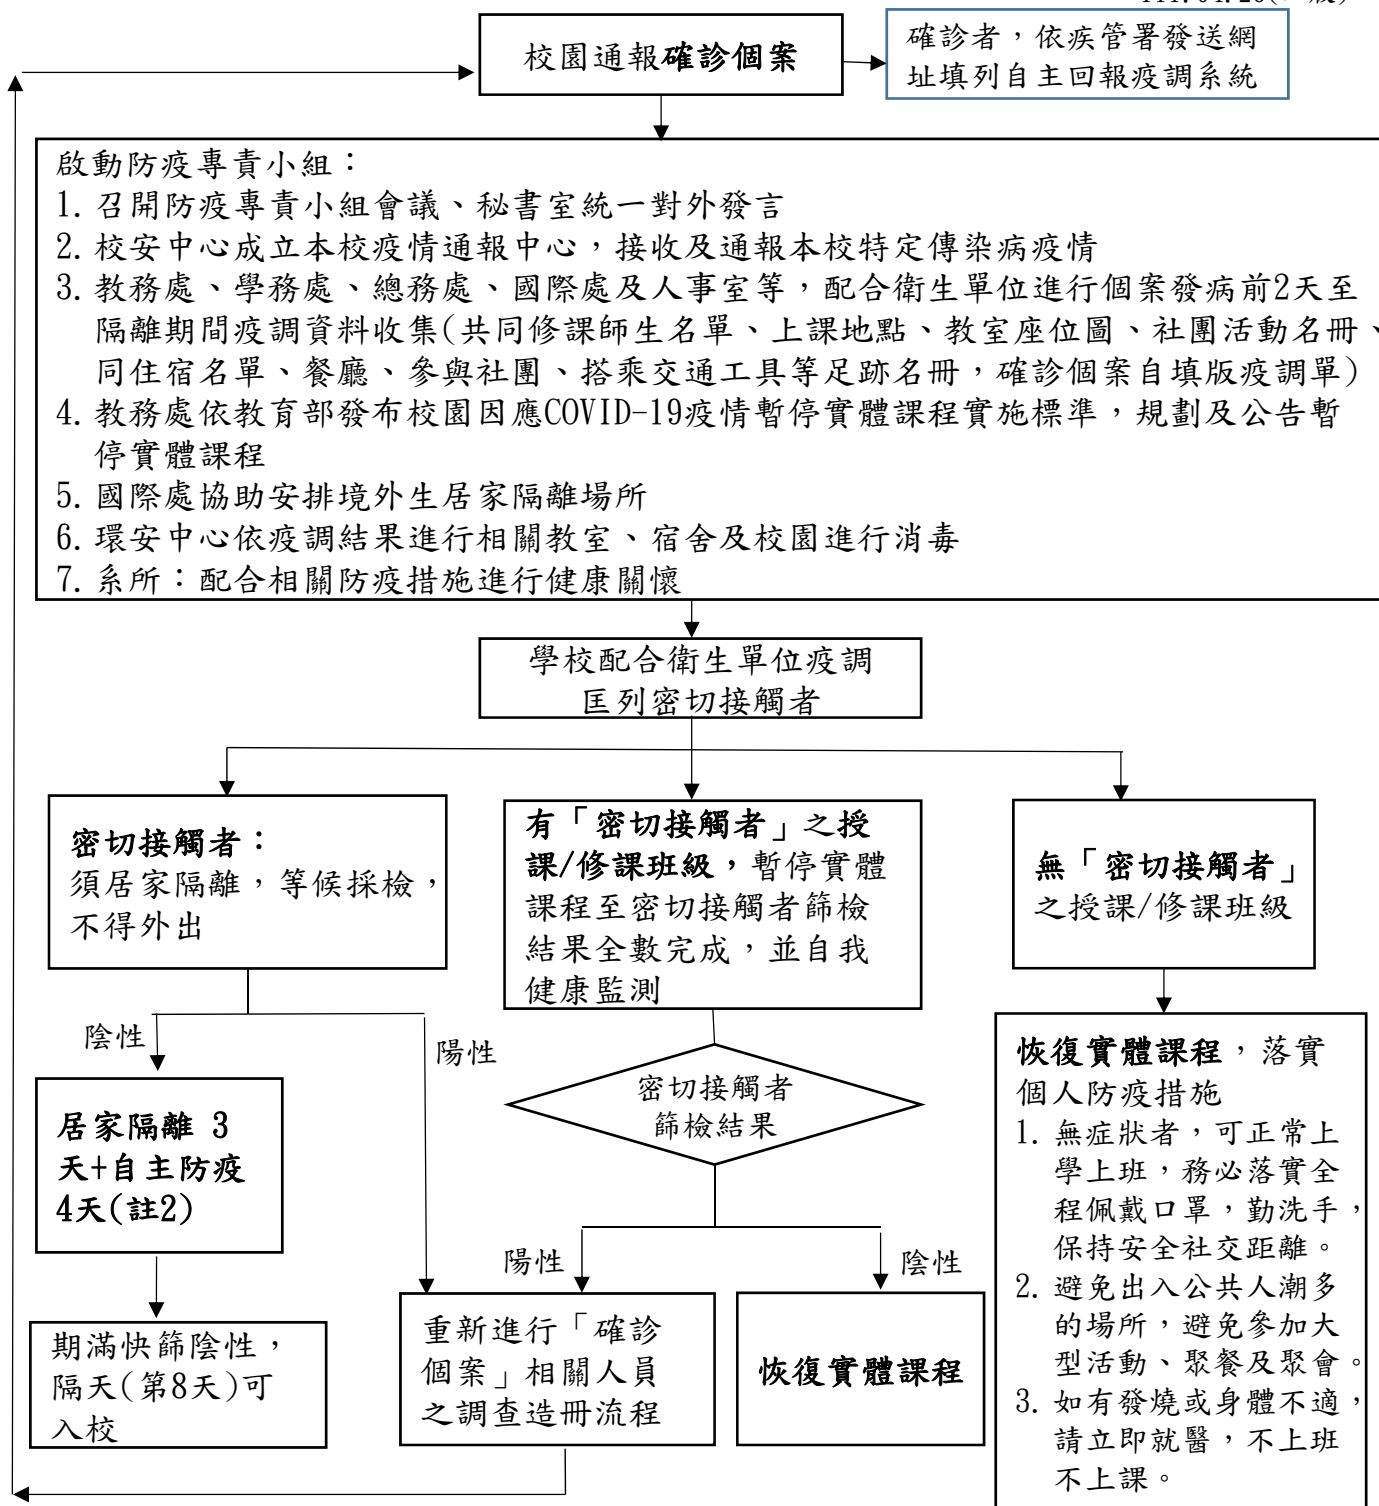 校園通報確診個案
確診者，依疾管署發送網
址填列自主回報疫調系統
啟動防疫專責小組：
1. 召開防疫專責小組會議、秘書室統一對外發言
2. 校安中心成立本校疫情通報中心，接收及通報本校特定傳染病疫情
3. 教務處、學務處、總務處、國際處及人事室等，配合衛生單位進行個案發病前2天至
隔離期間疫調資料收集(共同修課師生名單、上課地點、教室座位圖、社團活動名冊、
同住宿名單、餐廳、參與社團、搭乘交通工具等足跡名冊，確診個案自填版疫調單)
4. 教務處依教育部發布校園因應COVID-19疫情暫停實體課程實施標準，規劃及公告暫
停實體課程
5. 國際處協助安排境外生居家隔離場所
6. 環安中心依疫調結果進行相關教室、宿舍及校園進行消毒
7. 系所：配合相關防疫措施進行健康關懷
學校配合衛生單位疫調
匡列密切接觸者
密切接觸者：
須居家隔離，等候採檢，
不得外出
有「密切接觸者」之授
課/修課班級，暫停實體
課程至密切接觸者篩檢
結果全數完成，並自我
健康監測
無「密切接觸者」
之授課/修課班級
陰性
陽性
居家隔離 3
天+自主防疫
4天(註2)
密切接觸者
篩檢結果
恢復實體課程，落實
個人防疫措施
1. 無症狀者，可正常上
學上班，務必落實全
程佩戴口罩，勤洗手，
保持安全社交距離。
2. 避免出入公共人潮多
的場所，避免參加大
型活動、聚餐及聚會。
3. 如有發燒或身體不適，
請立即就醫，不上班
不上課。
陽性
陰性
期滿快篩陰性，
隔天(第8天)可
入校
重新進行「確診
個案」相關人員
之調查造冊流程
恢復實體課程